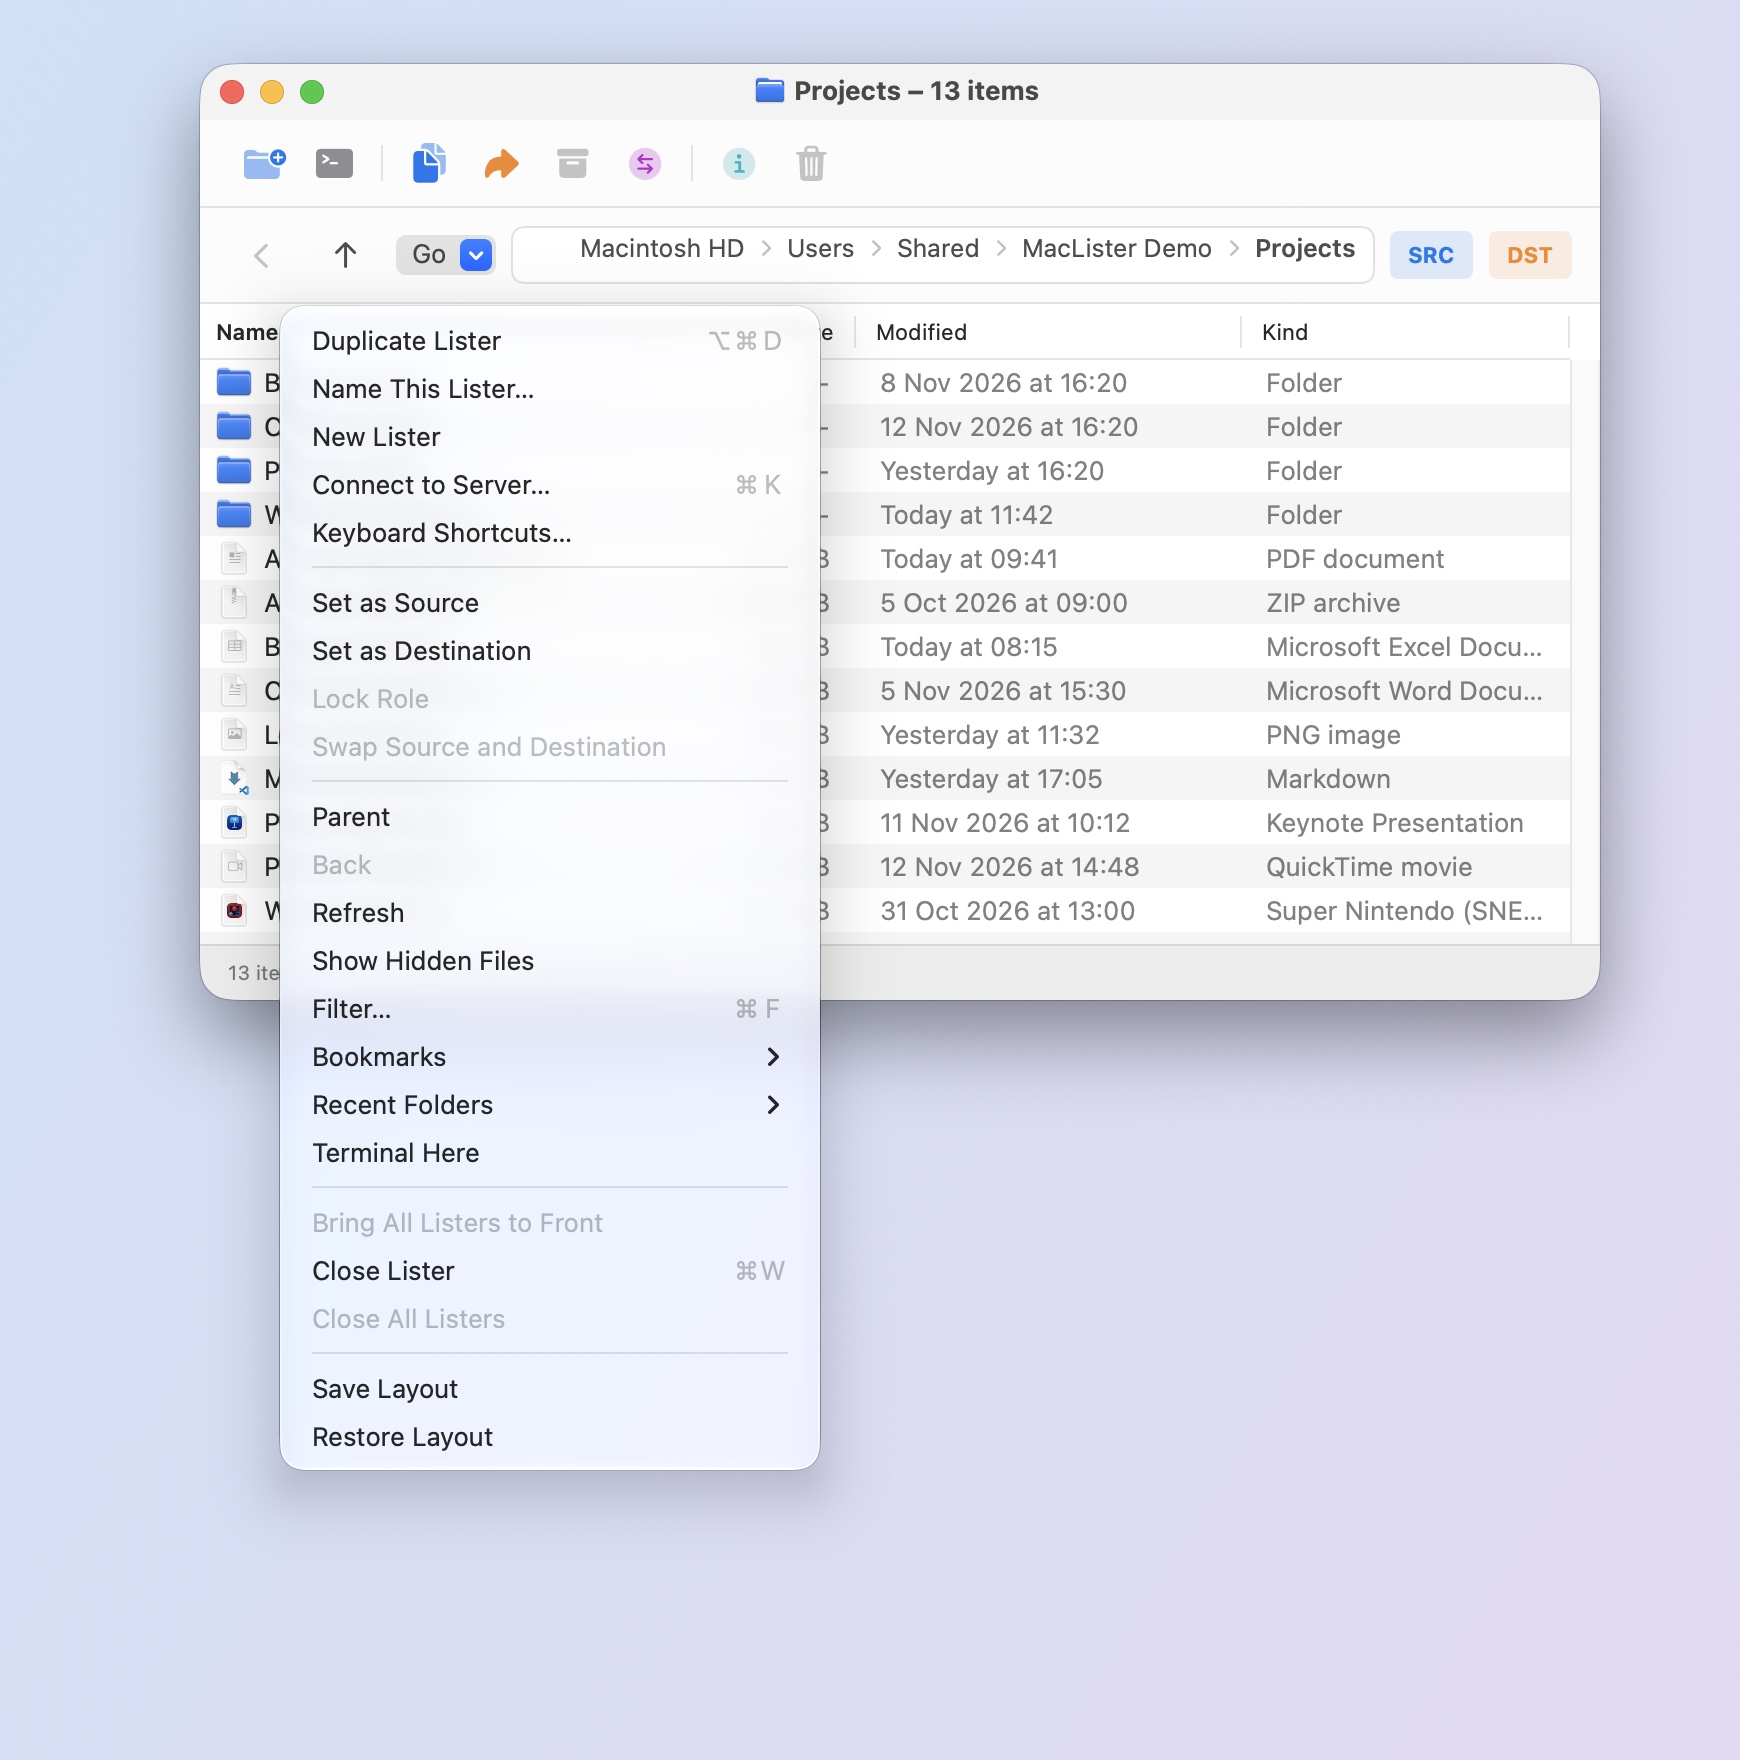 Projects – 13 items
Go
Macintosh HD > Users > Shared > MacLister Demo > Projects
SRC
DST
Name
Modified
Kind
8 Nov 2026 at 16:20 Folder
12 Nov 2026 at 16:20 Folder
Yesterday at 16:20 Folder
Today at 11:42 Folder
Today at 09:41 PDF document
5 Oct 2026 at 09:00 ZIP archive
Today at 08:15 Microsoft Excel Docu...
5 Nov 2026 at 15:30 Microsoft Word Docu...
Yesterday at 11:32 PNG image
Yesterday at 17:05 Markdown
11 Nov 2026 at 10:12 Keynote Presentation
12 Nov 2026 at 14:48 QuickTime movie
31 Oct 2026 at 13:00 Super Nintendo (SNE...
13 ite
Duplicate Lister ⌥⌘D
Name This Lister...
New Lister
Connect to Server... ⌘K
Keyboard Shortcuts...
Set as Source
Set as Destination
Lock Role
Swap Source and Destination
Parent
Back
Refresh
Show Hidden Files
Filter... ⌘F
Bookmarks >
Recent Folders >
Terminal Here
Bring All Listers to Front
Close Lister ⌘W
Close All Listers
Save Layout
Restore Layout